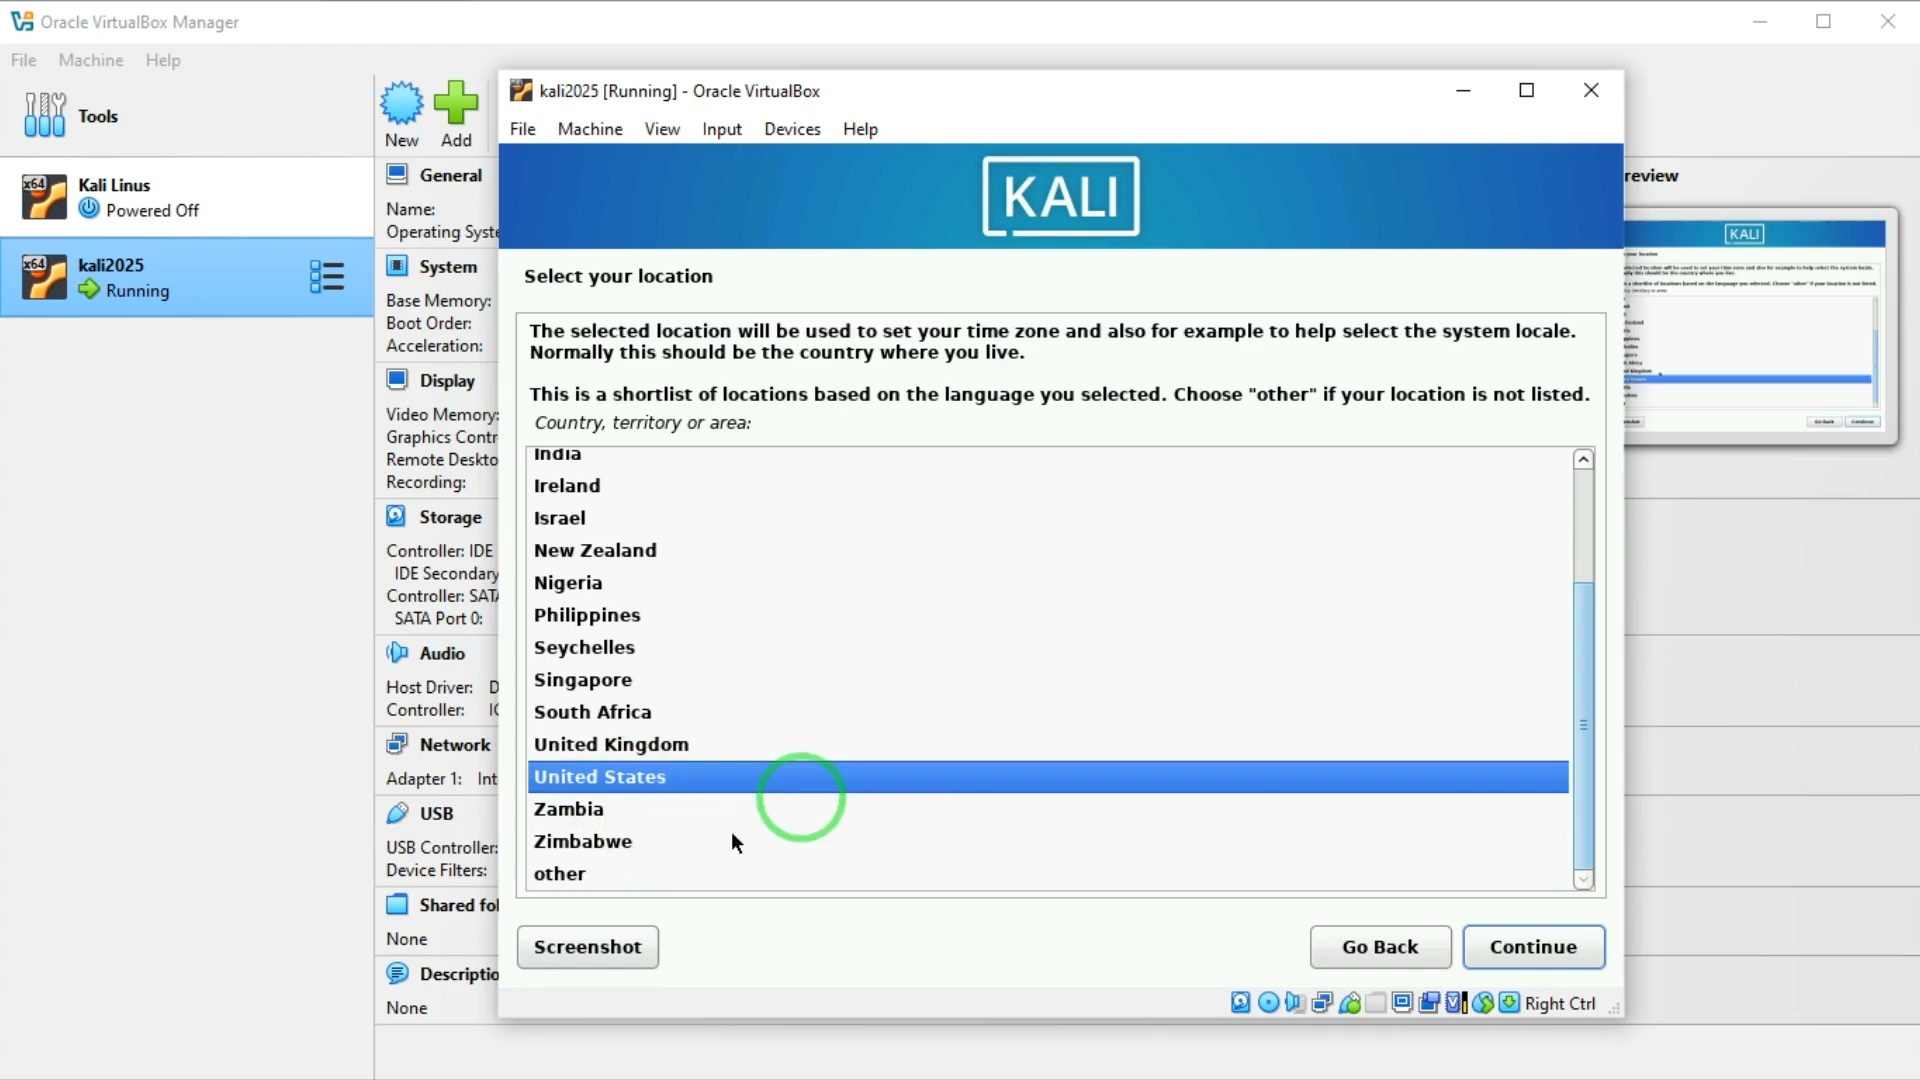 Oracle VirtualBox Manager
File Machine Help
Tools
New Add
x64 Kali Linus
Powered Off
x64 kali2025
Running
General
Name:
Operating Syste
System
Base Memory:
Boot Order:
Acceleration:
Display
Video Memory:
Graphics Contr
Remote Deskto
Recording:
Storage
Controller: IDE
IDE Secondary
Controller: SATA
SATA Port 0:
Audio
Host Driver: D
Controller: IC
Network
Adapter 1: Int
USB
USB Controller:
Device Filters:
Shared fol
None
Descriptio
None
kali2025 [Running] - Oracle VirtualBox
File Machine View Input Devices Help
KALI
Select your location
The selected location will be used to set your time zone and also for example to help select the system locale.
Normally this should be the country where you live.
This is a shortlist of locations based on the language you selected. Choose "other" if your location is not listed.
Country, territory or area:
India
Ireland
Israel
New Zealand
Nigeria
Philippines
Seychelles
Singapore
South Africa
United Kingdom
United States
Zambia
Zimbabwe
other
Screenshot Go Back Continue
Right Ctrl
review
KALI